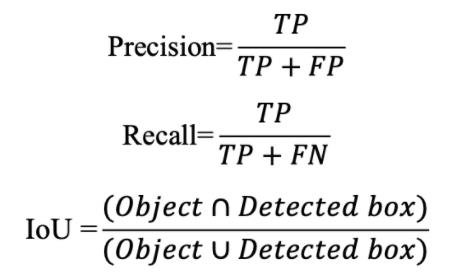 Precision= TP / TP + FP
Recall= TP / TP + FN
IoU = (Object ∩ Detected box) / (Object ∪ Detected box)